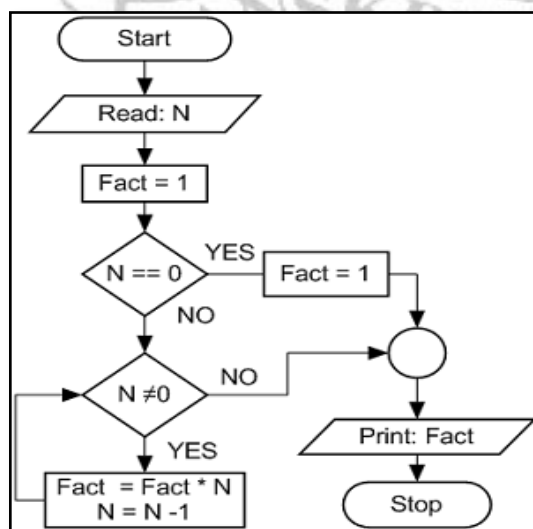 Start
Read: N
Fact = 1
N == 0
YES
Fact = 1
NO
N ≠0
NO
YES
Fact = Fact * N
N = N -1
Print: Fact
Stop